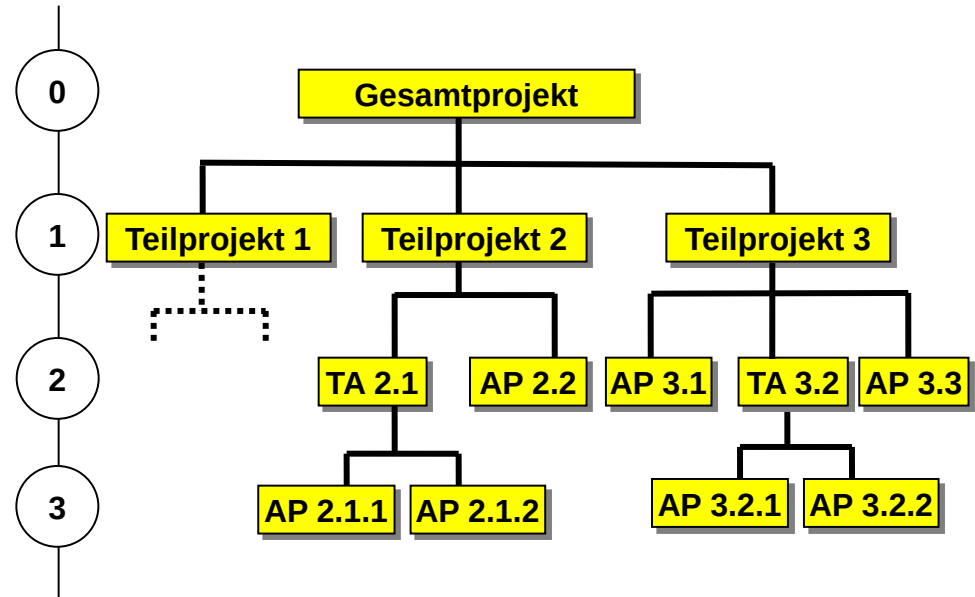 0
Gesamtprojekt
1
Teilprojekt 1
Teilprojekt 2
Teilprojekt 3
2
TA 2.1
AP 2.2
AP 3.1
TA 3.2
AP 3.3
3
AP 2.1.1
AP 2.1.2
AP 3.2.1
AP 3.2.2